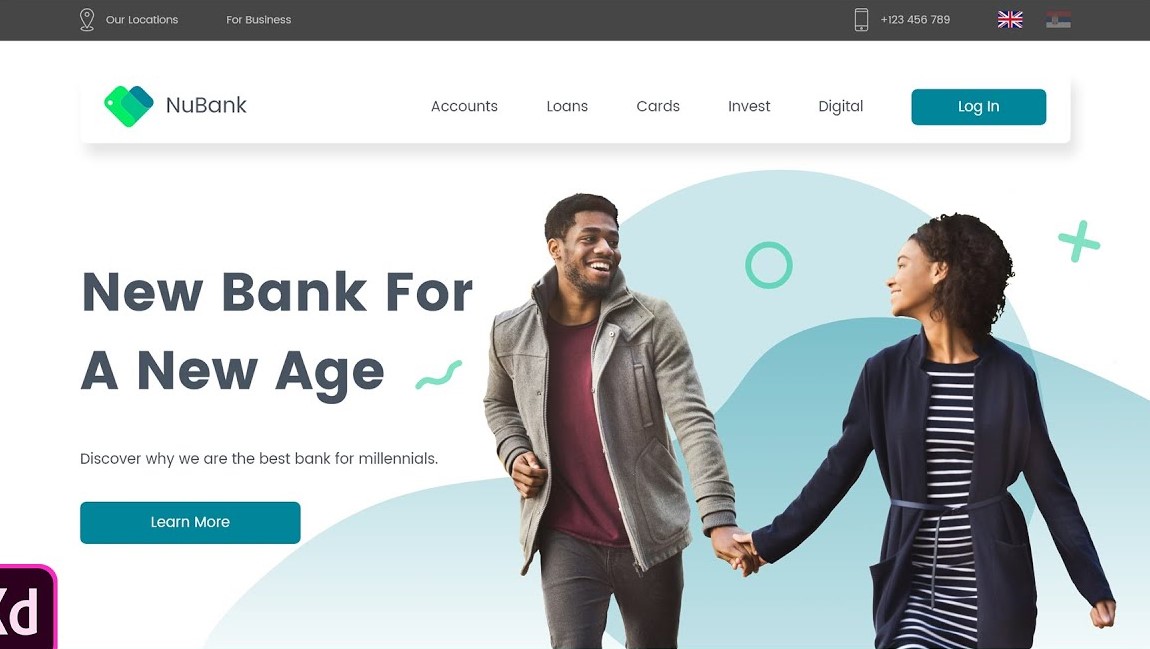 Our Locations
For Business
+123 456 789
NuBank
Accounts
Loans
Cards
Invest
Digital
Log In
New Bank For
A New Age
Discover why we are the best bank for millennials.
Learn More
Xd